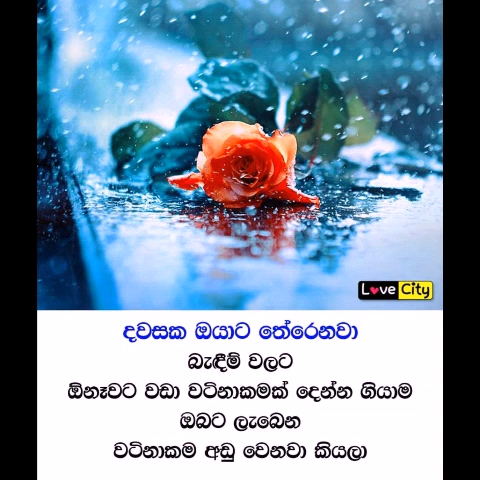 Love City
දවසක ඔයාට තේරෙනවා
බැඳීම් වලට
ඕනෑවට වඩා වටිනාකමක් දෙන්න ගියාම
ඔබට ලැබෙන
වටිනාකම අඩු වෙනවා කියලා